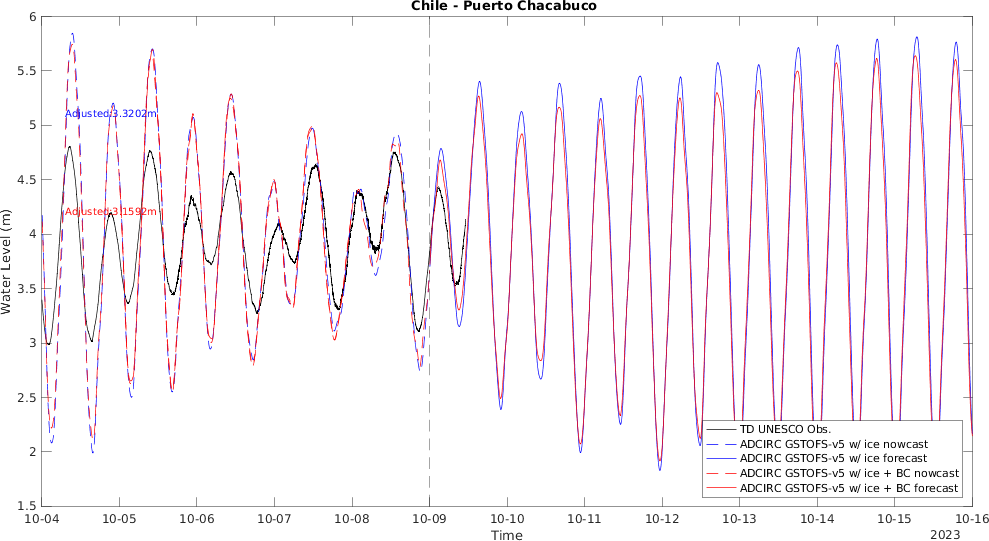 Chile - Puerto Chacabuco
6
5.5
5
4.5
4
3.5
3
2.5
2
1.5
Water Level (m)
Adjusted:3.3202m
Adjusted:3.1592m
TD UNESCO Obs.
ADCIRC GSTOFS-v5 w/ ice nowcast
ADCIRC GSTOFS-v5 w/ ice forecast
ADCIRC GSTOFS-v5 w/ ice + BC nowcast
ADCIRC GSTOFS-v5 w/ ice + BC forecast
10-04 10-05 10-06 10-07 10-08 10-09 10-10 10-11 10-12 10-13 10-14 10-15 10-16
Time
2023